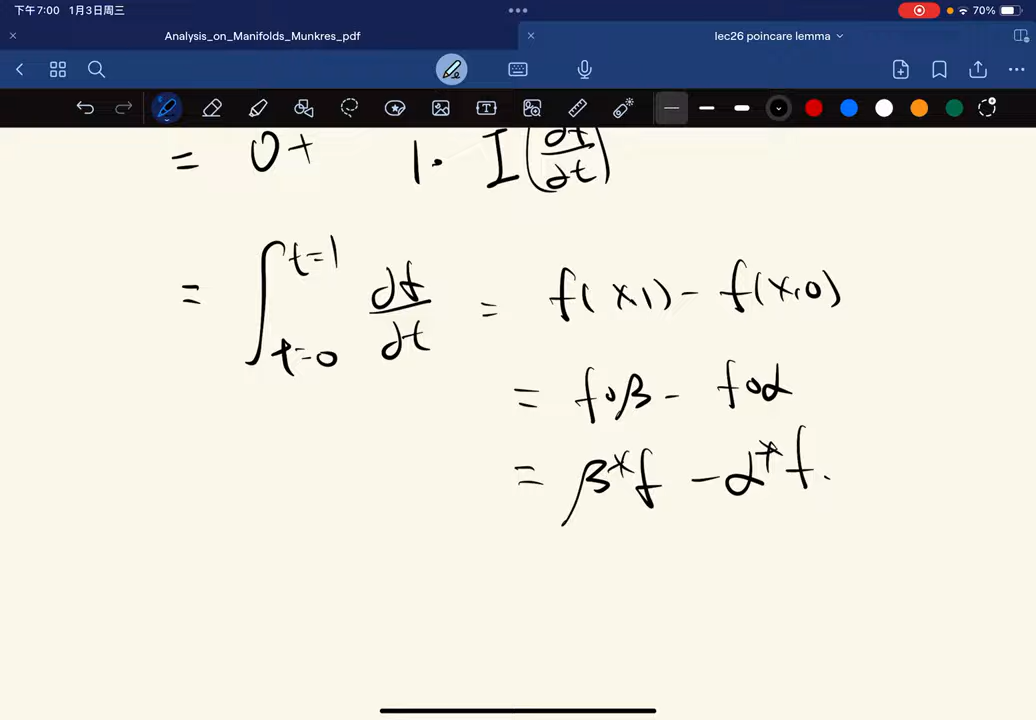 下午7:00 1月3日周三
70%
Analysis_on_Manifolds_Munkres_pdf
lec26 poincare lemma
= 0 + 1 · I(∂f/∂t)
= ∫_{t=0}^{t=1} ∂f/∂t = f(x,1) - f(x,0)
= f∘β - f∘α
= β*f - α*f.